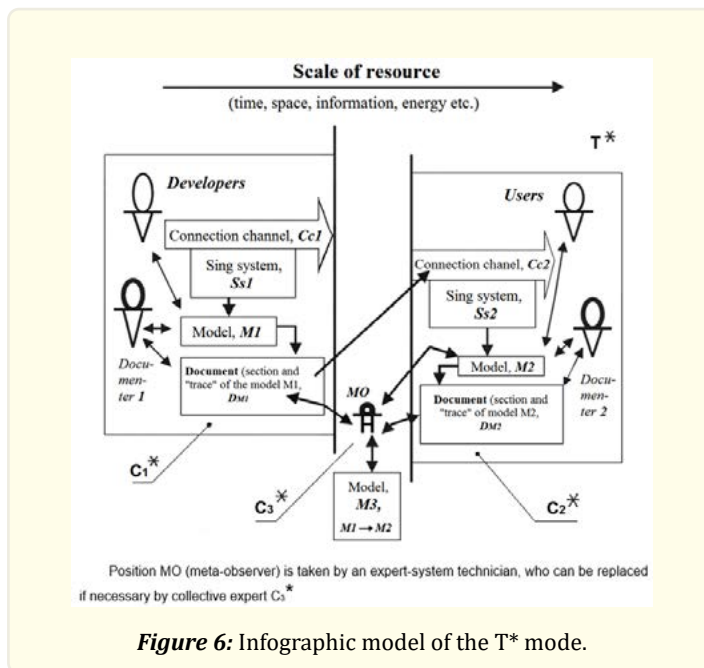 Scale of resource
(time, space, information, energy etc.)
T*
Developers
Users
Connection channel, Cc1
Sing system,
Ss1
Model, M1
Docu-
men-
ter 1
Document (section and
"trace" of the model M1,
DM1
C1*
MO
C3*
Model,
M3,
M1→M2
Connection chanel, Cc2
Sing system,
Ss2
Model, M2
Document (section and
"trace" of model M2,
DM2
Docu-
men-
ter 2
C2*
Position MO (meta-observer) is taken by an expert-system technician, who can be replaced
if necessary by collective expert C3*
Figure 6: Infographic model of the T* mode.